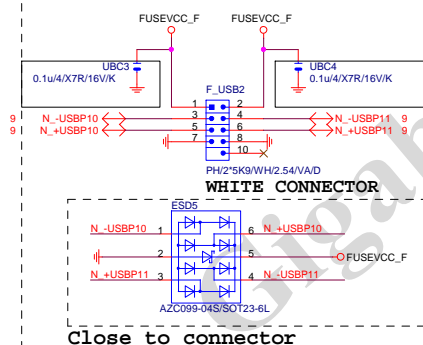 FUSEVCC_F FUSEVCC_F
UBC3 UBC4
0.1u/4/X7R/16V/K 0.1u/4/X7R/16V/K
F_USB2
1 2
9 N_-USBP10 3 4 N_-USBP11 9
9 N_+USBP10 5 6 N_+USBP11 9
7 8
10
PH/2*5K9/WH/2.54/VA/D
WHITE CONNECTOR
ESD5
N_-USBP10 1 6 N_+USBP10
2 5 FUSEVCC_F
N_+USBP11 3 4 N_-USBP11
AZC099-04S/SOT23-6L
Close to connector
Gigab